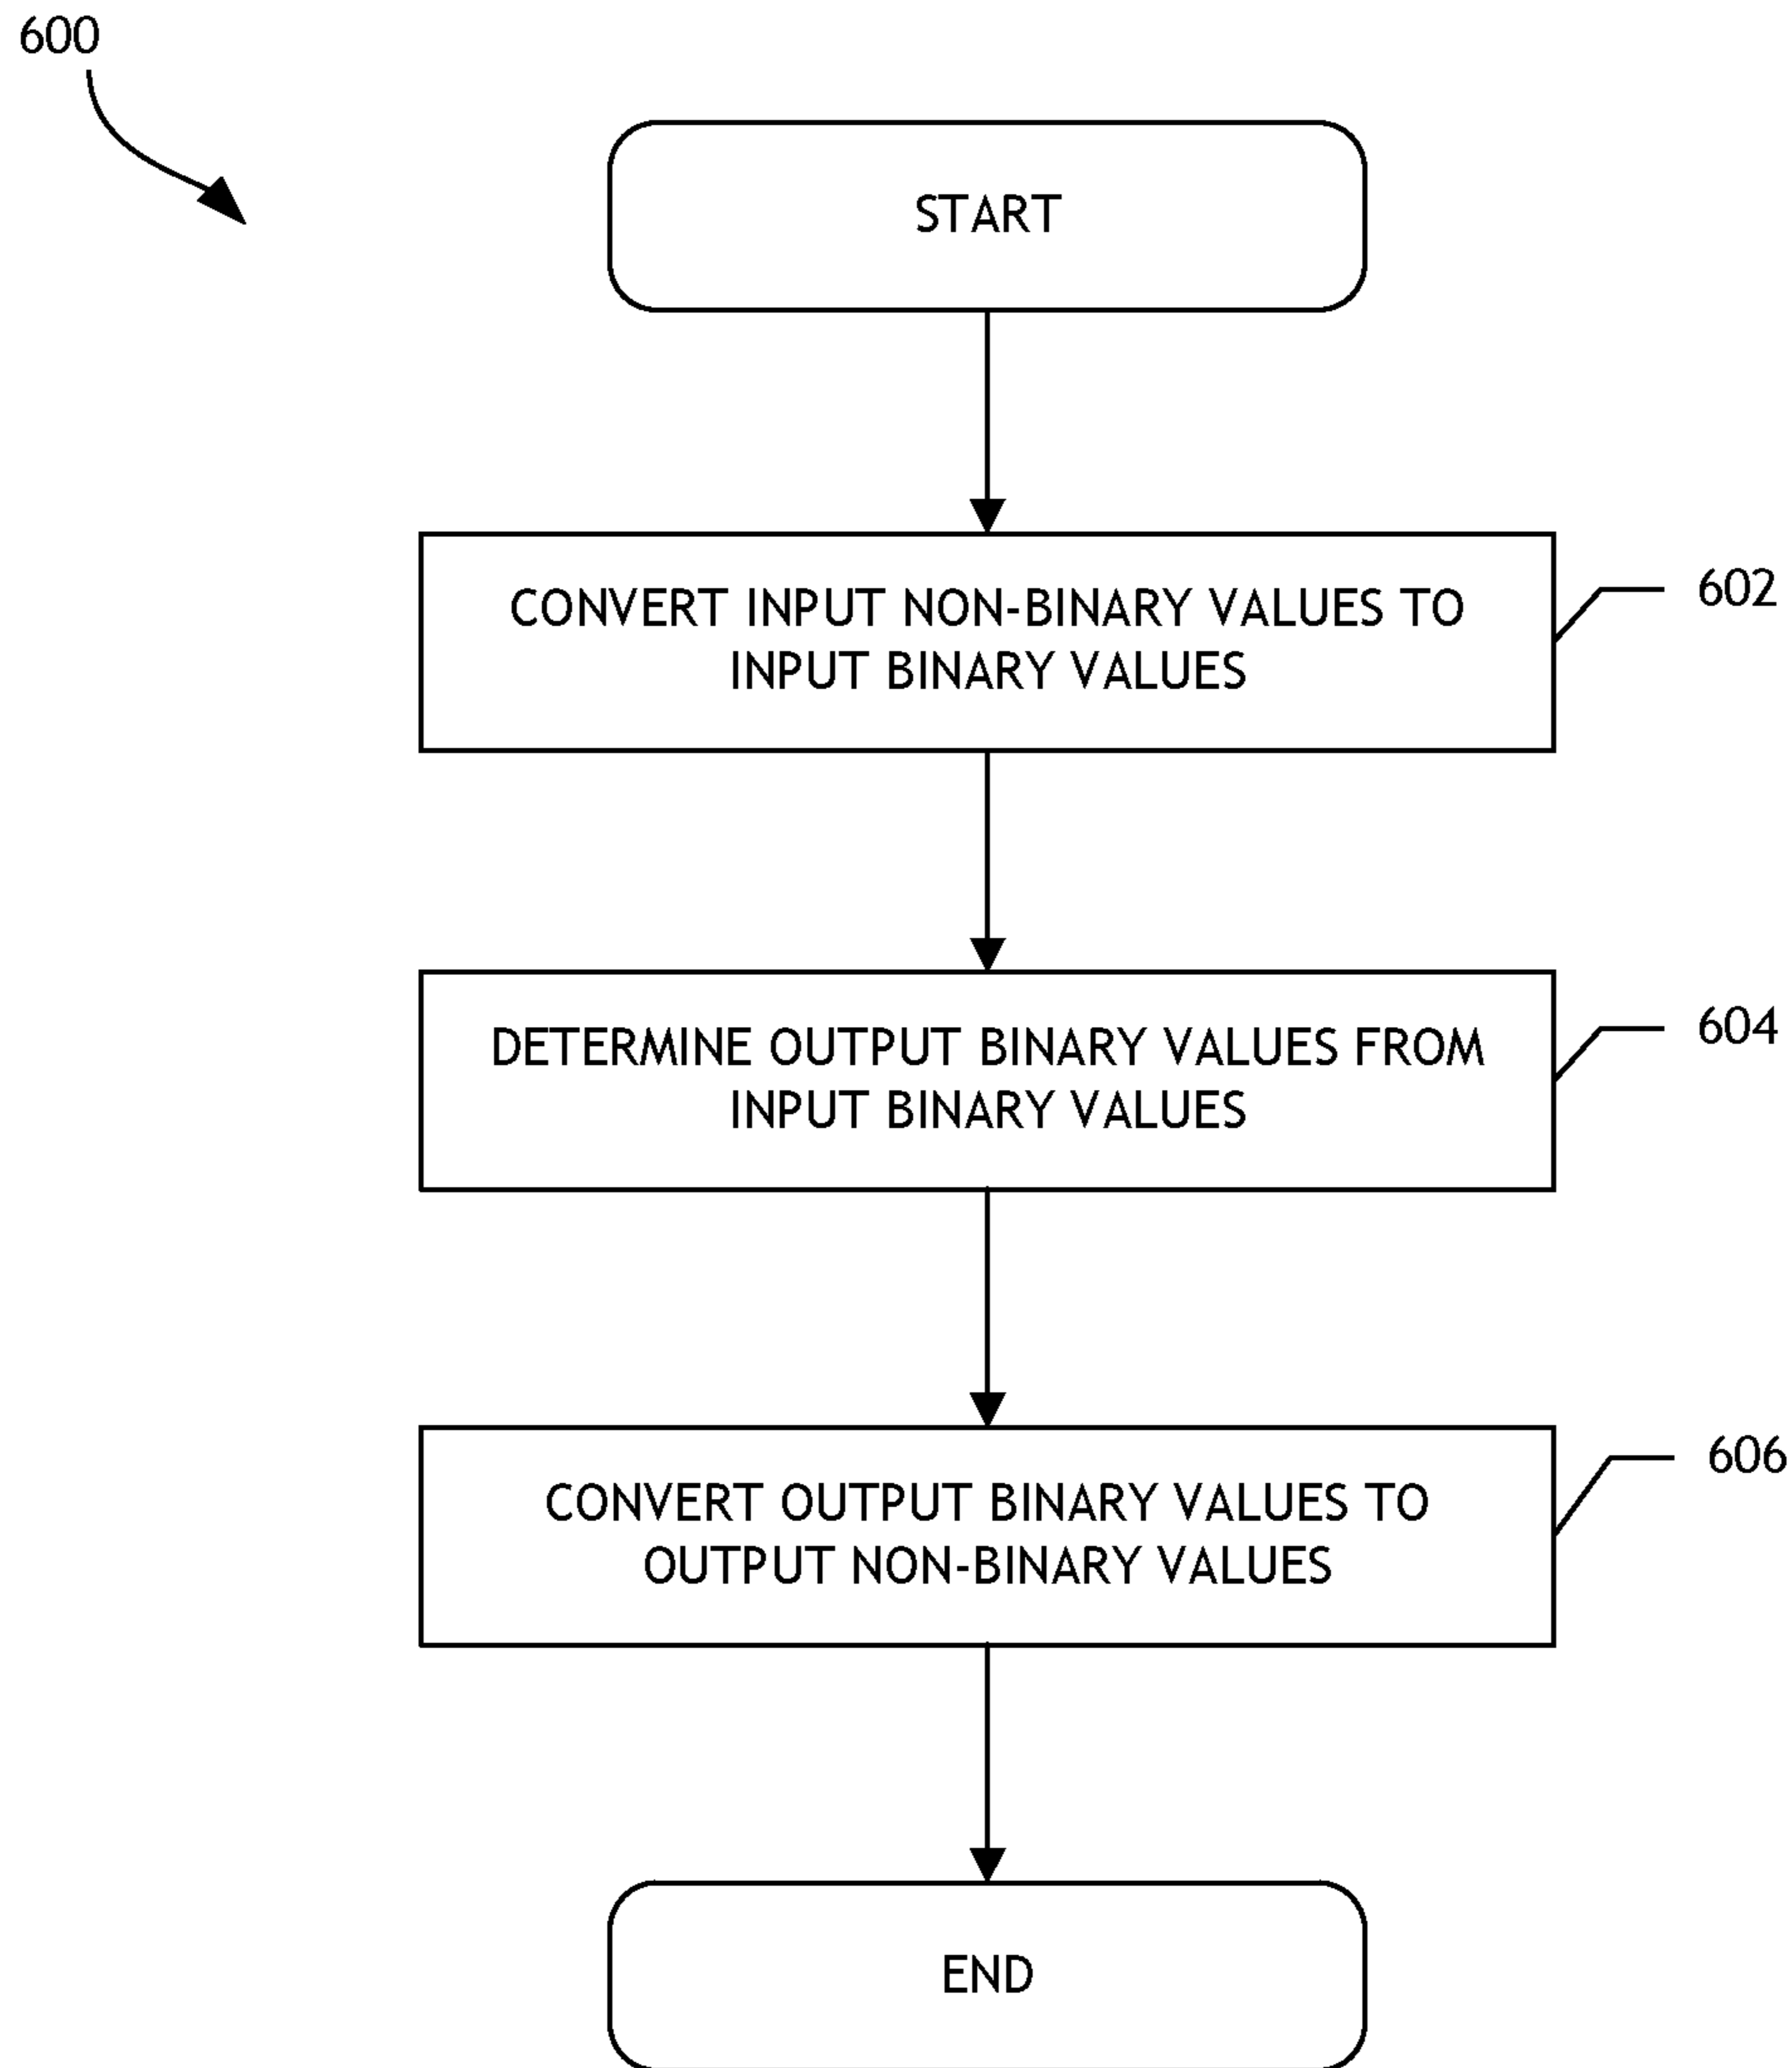 600
START
CONVERT INPUT NON-BINARY VALUES TO
INPUT BINARY VALUES
602
DETERMINE OUTPUT BINARY VALUES FROM
INPUT BINARY VALUES
604
CONVERT OUTPUT BINARY VALUES TO
OUTPUT NON-BINARY VALUES
606
END